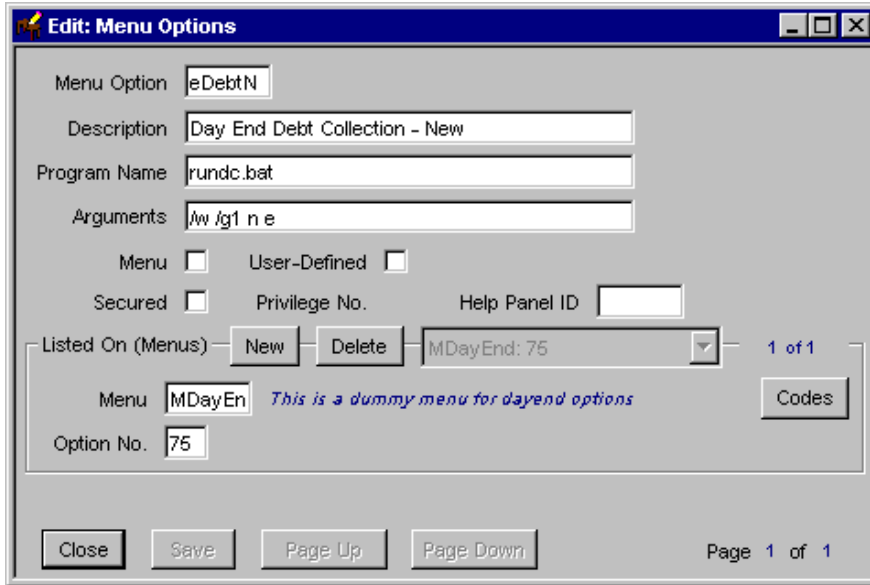 Edit: Menu Options
Menu Option eDebtN
Description Day End Debt Collection - New
Program Name rundc.bat
Arguments /w /g1 n e
Menu User-Defined
Secured Privilege No. Help Panel ID
Listed On (Menus) New Delete MDayEnd: 75 1 of 1
Menu MDayEn This is a dummy menu for dayend options Codes
Option No. 75
Close Save Page Up Page Down Page 1 of 1